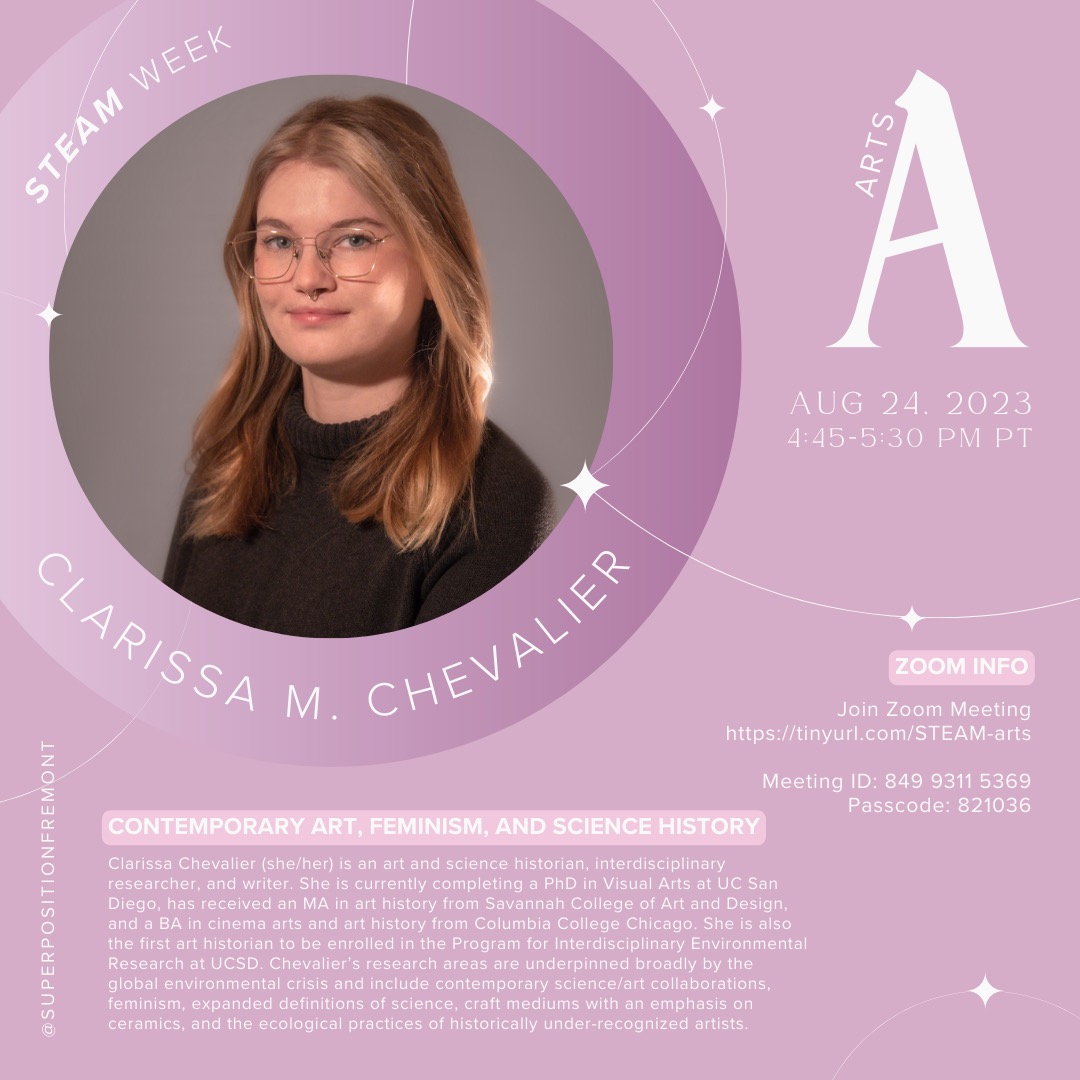 STEAM WEEK
ARTS
A
AUG 24. 2023
4:45-5:30 PM PT
CLARISSA M. CHEVALIER
ZOOM INFO
Join Zoom Meeting
https://tinyurl.com/STEAM-arts
Meeting ID: 849 9311 5369
Passcode: 821036
@SUPERPOSITIONFREMONT
CONTEMPORARY ART, FEMINISM, AND SCIENCE HISTORY
Clarissa Chevalier (she/her) is an art and science historian, interdisciplinary
researcher, and writer. She is currently completing a PhD in Visual Arts at UC San
Diego, has received an MA in art history from Savannah College of Art and Design,
and a BA in cinema arts and art history from Columbia College Chicago. She is also
the first art historian to be enrolled in the Program for Interdisciplinary Environmental
Research at UCSD. Chevalier’s research areas are underpinned broadly by the
global environmental crisis and include contemporary science/art collaborations,
feminism, expanded definitions of science, craft mediums with an emphasis on
ceramics, and the ecological practices of historically under-recognized artists.